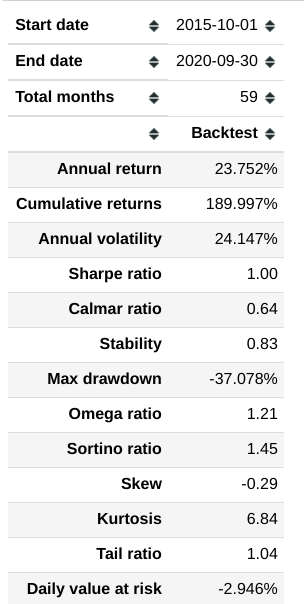 Start date 2015-10-01
End date 2020-09-30
Total months 59
Backtest
Annual return 23.752%
Cumulative returns 189.997%
Annual volatility 24.147%
Sharpe ratio 1.00
Calmar ratio 0.64
Stability 0.83
Max drawdown -37.078%
Omega ratio 1.21
Sortino ratio 1.45
Skew -0.29
Kurtosis 6.84
Tail ratio 1.04
Daily value at risk -2.946%